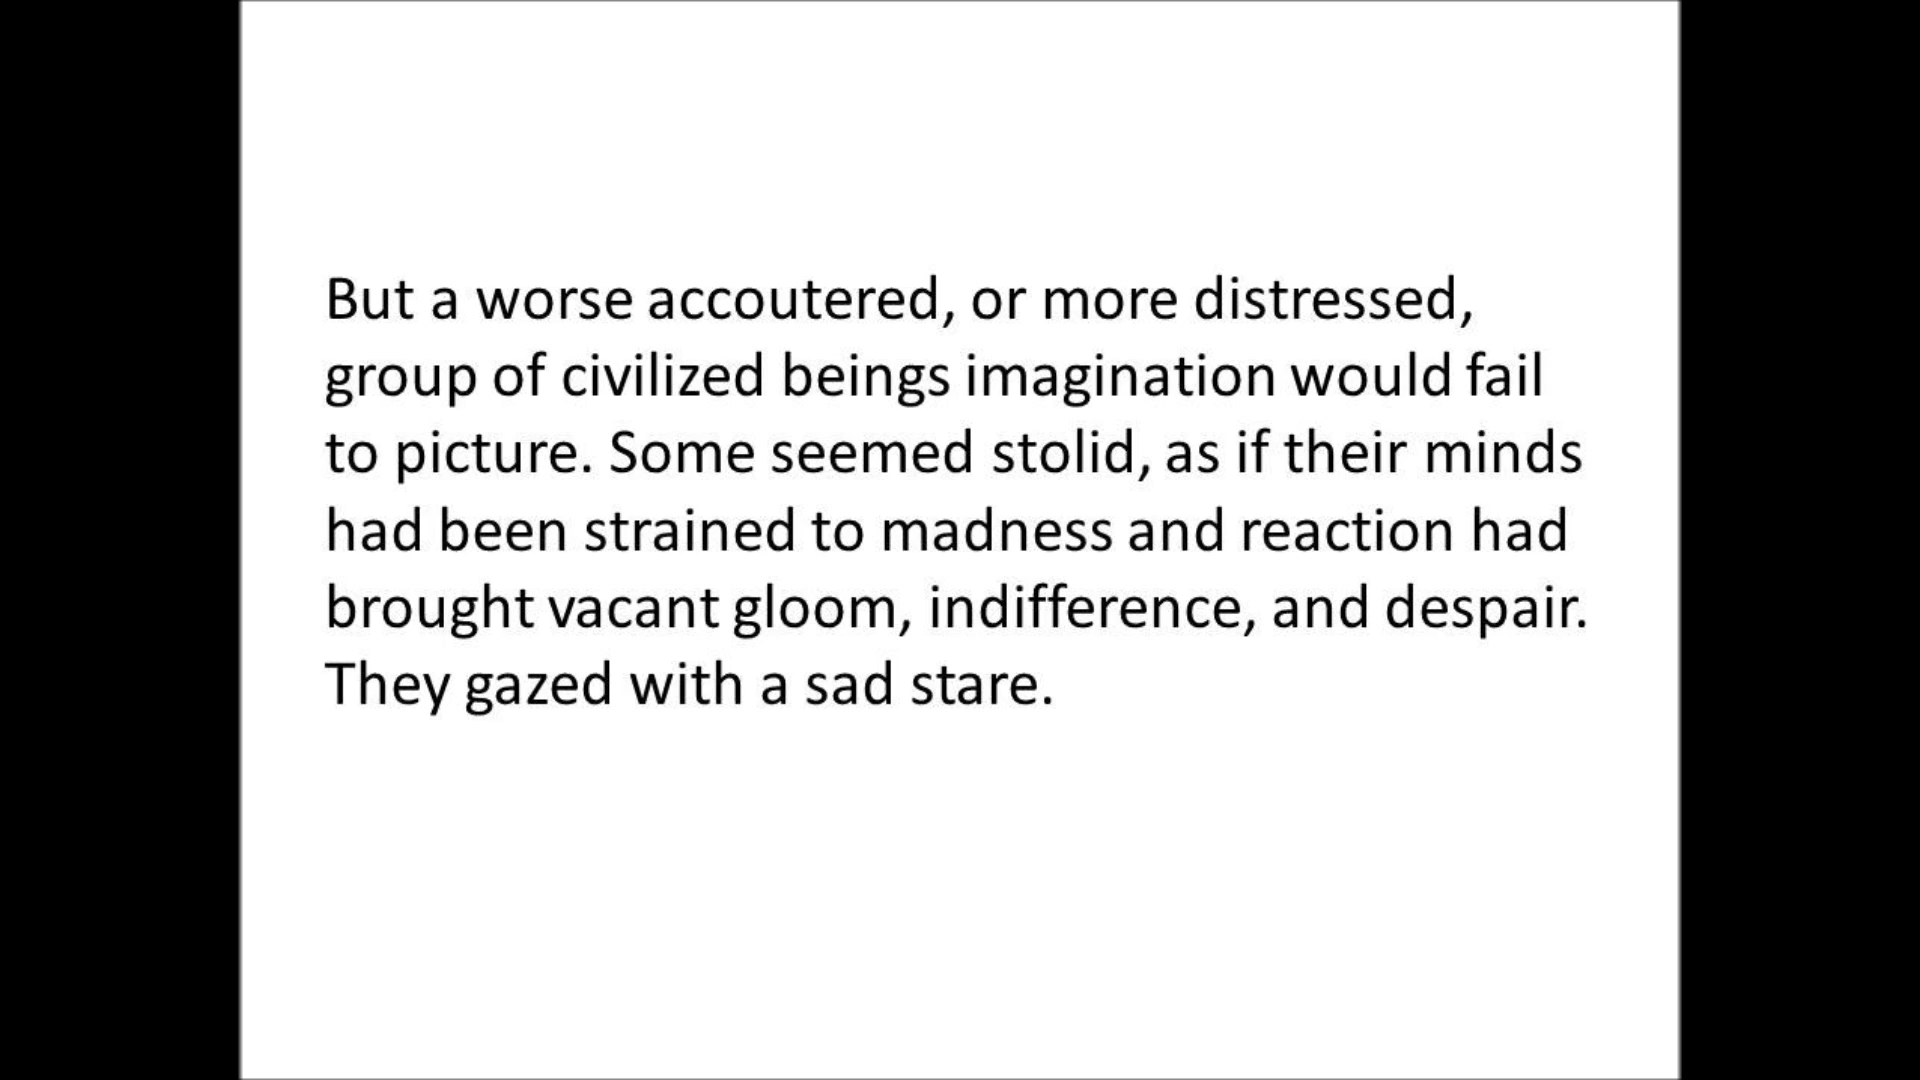 But a worse accoutered, or more distressed,
group of civilized beings imagination would fail
to picture. Some seemed stolid, as if their minds
had been strained to madness and reaction had
brought vacant gloom, indifference, and despair.
They gazed with a sad stare.